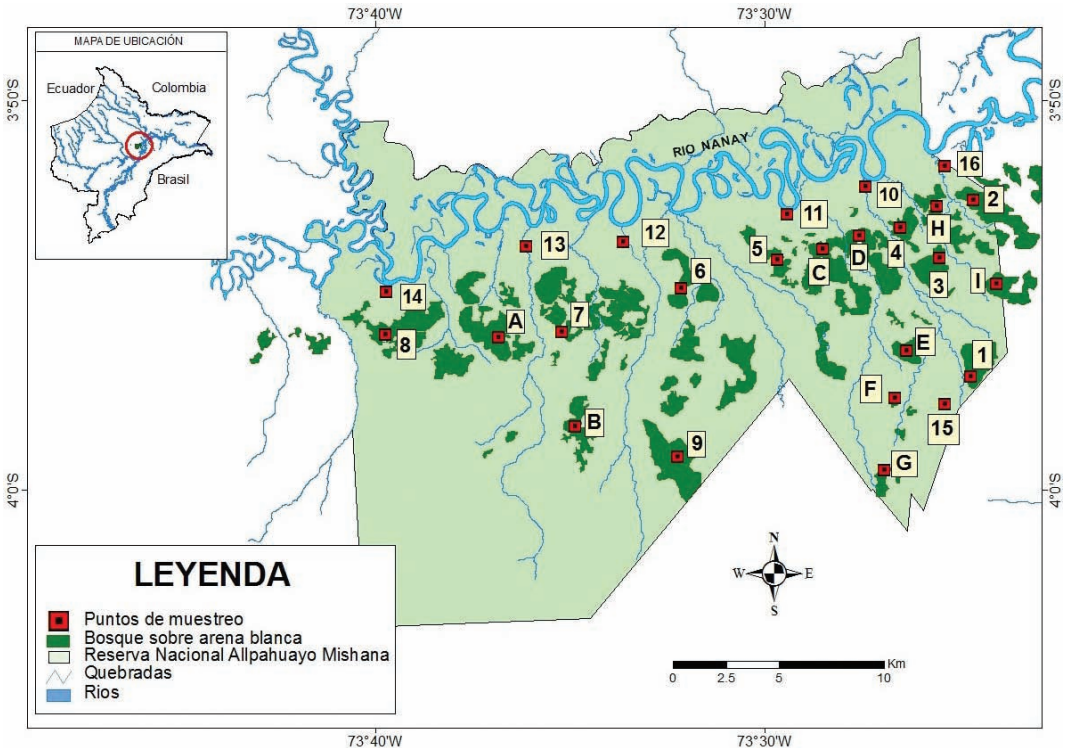 73°40'W
73°30'W
MAPA DE UBICACIÓN
Ecuador
Colombia
Brasil
3°50'S
3°50'S
RIO NANAY
16
10
2
11
H
12
13
5
C
D
4
3
I
6
14
7
A
8
E
1
F
15
B
9
G
4°0'S
4°0'S
N
W
E
S
LEYENDA
Puntos de muestreo
Bosque sobre arena blanca
Reserva Nacional Allpahuayo Mishana
Quebradas
Rios
Km
0
2.5
5
10
73°40'W
73°30'W